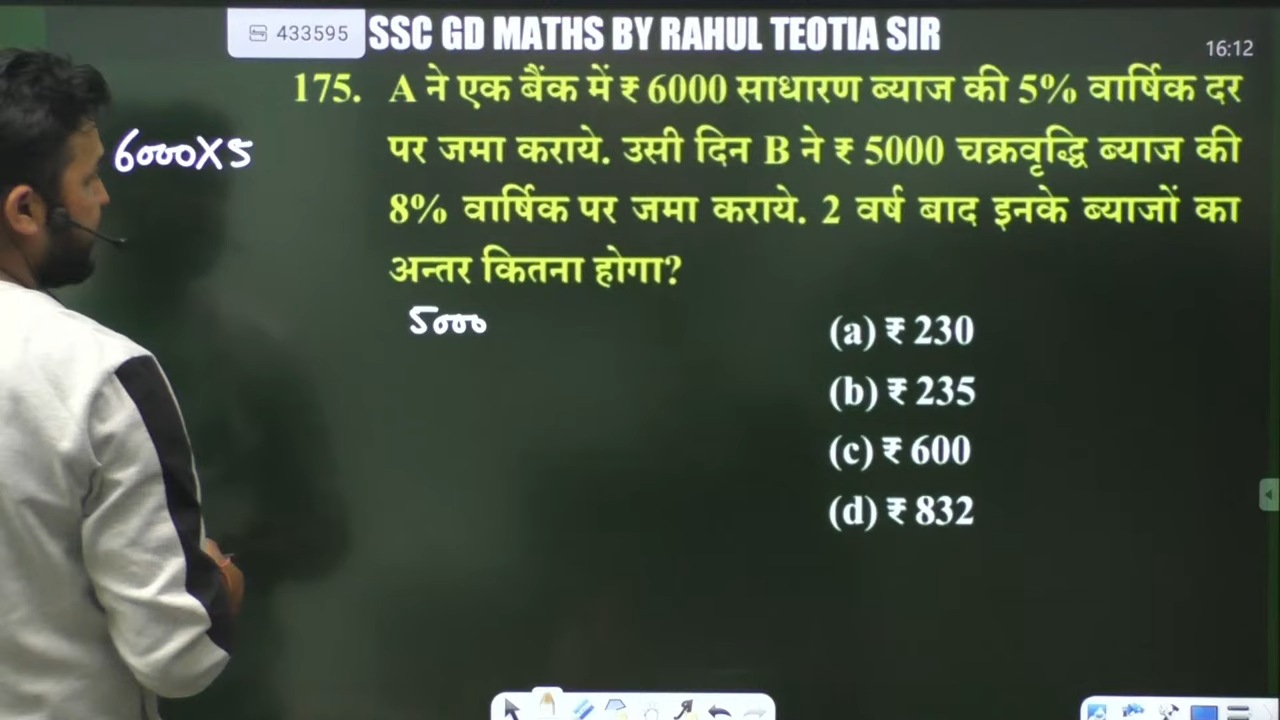 433595
SSC GD MATHS BY RAHUL TEOTIA SIR
16:12
175. A ने एक बैंक में ₹ 6000 साधारण ब्याज की 5% वार्षिक दर
पर जमा कराये. उसी दिन B ने ₹ 5000 चक्रवृद्धि ब्याज की
8% वार्षिक पर जमा कराये. 2 वर्ष बाद इनके ब्याजों का
अन्तर कितना होगा?
6000X5
5000
(a) ₹ 230
(b) ₹ 235
(c) ₹ 600
(d) ₹ 832